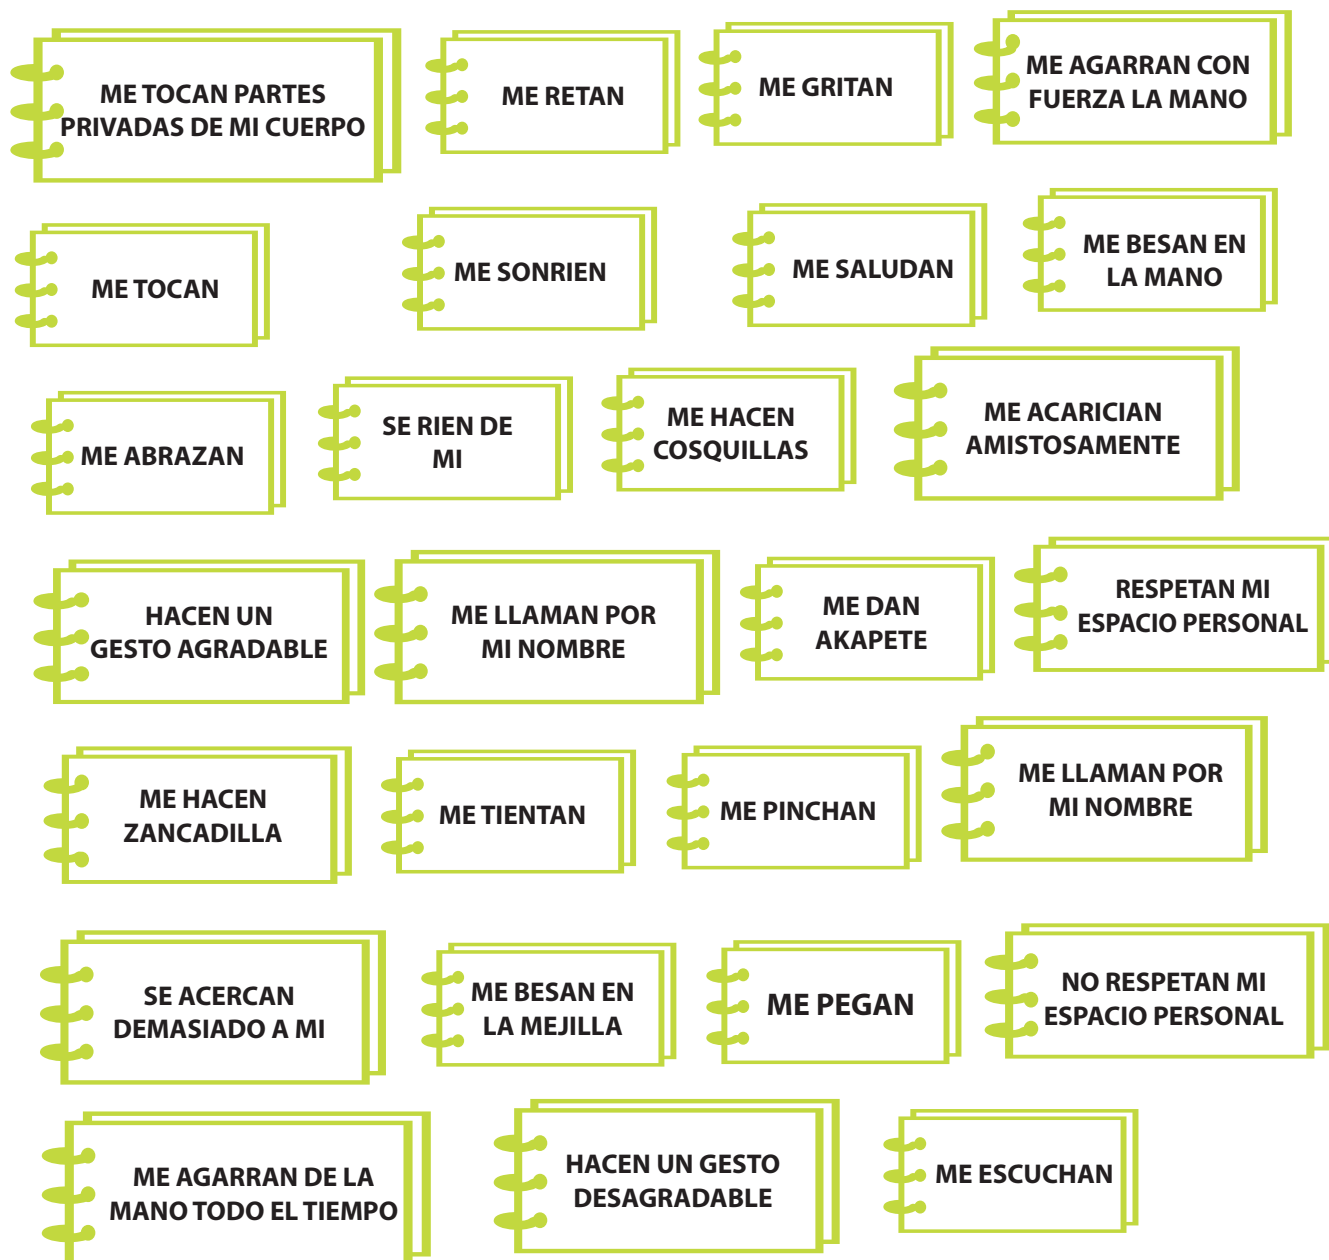 ME TOCAN PARTES
PRIVADAS DE MI CUERPO
ME RETAN
ME GRITAN
ME AGARRAN CON
FUERZA LA MANO
ME TOCAN
ME SONRIEN
ME SALUDAN
ME BESAN EN
LA MANO
ME ABRAZAN
SE RIEN DE
MI
ME HACEN
COSQUILLAS
ME ACARICIAN
AMISTOSAMENTE
HACEN UN
GESTO AGRADABLE
ME LLAMAN POR
MI NOMBRE
ME DAN
AKAPETE
RESPETAN MI
ESPACIO PERSONAL
ME HACEN
ZANCADILLA
ME TIENTAN
ME PINCHAN
ME LLAMAN POR
MI NOMBRE
SE ACERCAN
DEMASIADO A MI
ME BESAN EN
LA MEJILLA
ME PEGAN
NO RESPETAN MI
ESPACIO PERSONAL
ME AGARRAN DE LA
MANO TODO EL TIEMPO
HACEN UN GESTO
DESAGRADABLE
ME ESCUCHAN